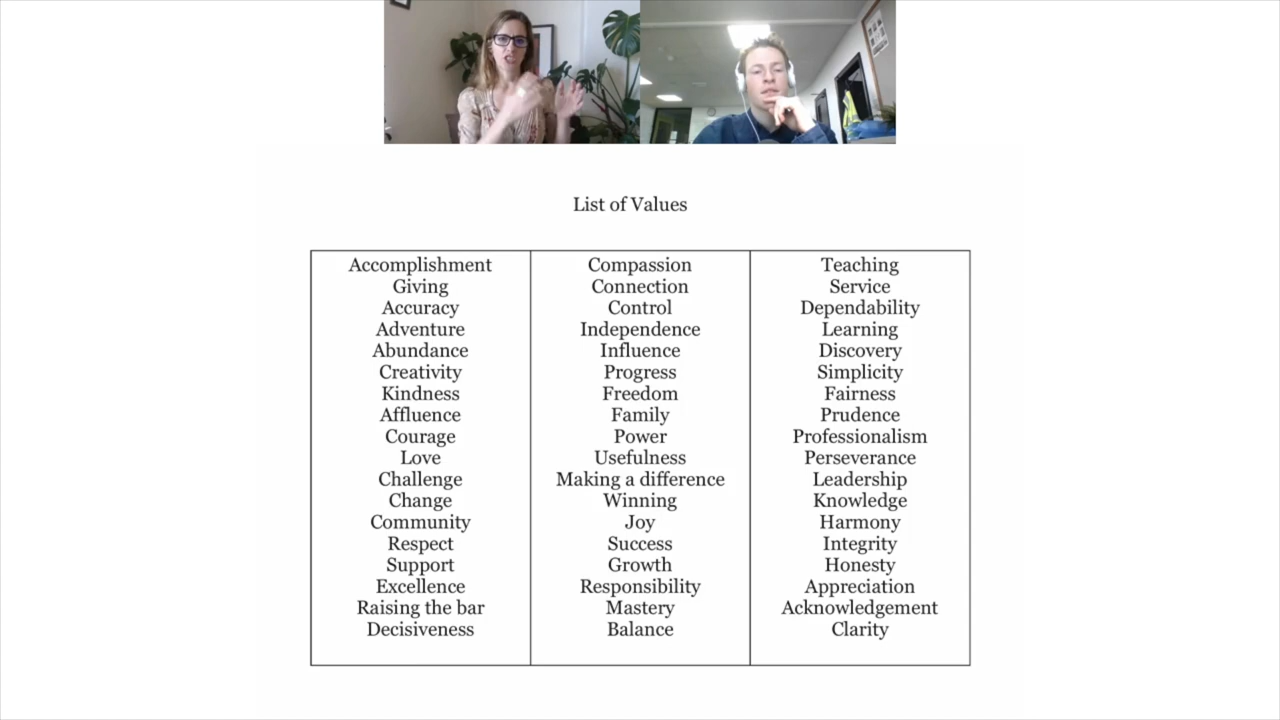 List of Values
Accomplishment
Giving
Accuracy
Adventure
Abundance
Creativity
Kindness
Affluence
Courage
Love
Challenge
Change
Community
Respect
Support
Excellence
Raising the bar
Decisiveness
Compassion
Connection
Control
Independence
Influence
Progress
Freedom
Family
Power
Usefulness
Making a difference
Winning
Joy
Success
Growth
Responsibility
Mastery
Balance
Teaching
Service
Dependability
Learning
Discovery
Simplicity
Fairness
Prudence
Professionalism
Perseverance
Leadership
Knowledge
Harmony
Integrity
Honesty
Appreciation
Acknowledgement
Clarity